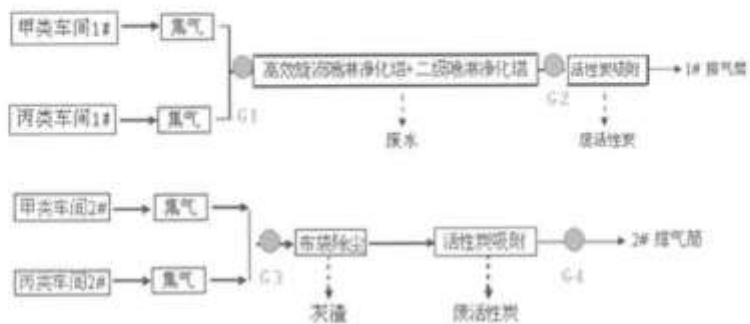 甲类车间1#
集气
高效旋流喷淋净化塔+二级喷淋净化塔
活性炭吸附
1# 排气筒
G1
G2
丙类车间1#
集气
废水
废活性炭
甲类车间2#
集气
布袋除尘
活性炭吸附
2# 排气筒
G3
G4
丙类车间2#
集气
灰渣
废活性炭